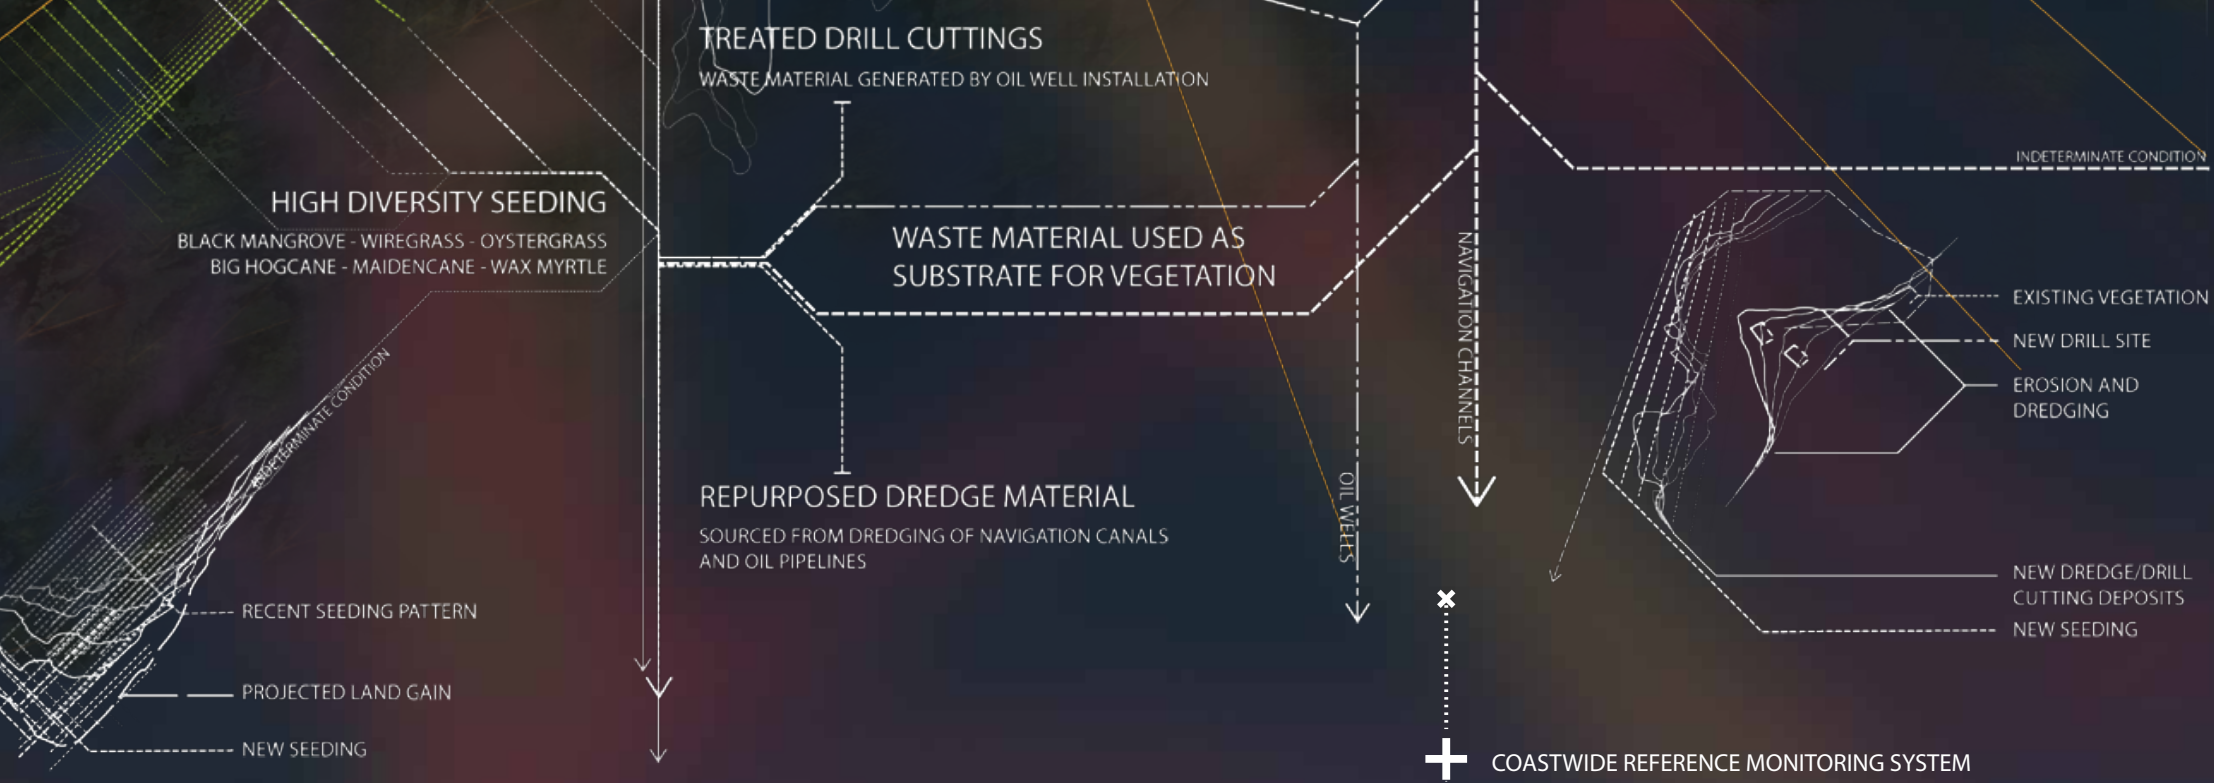 TREATED DRILL CUTTINGS
WASTE MATERIAL GENERATED BY OIL WELL INSTALLATION
INDETERMINATE CONDITION
HIGH DIVERSITY SEEDING
BLACK MANGROVE - WIREGRASS - OYSTERGRASS
BIG HOGCANE - MAIDENCANE - WAX MYRTLE
WASTE MATERIAL USED AS
SUBSTRATE FOR VEGETATION
NAVIGATION CHANNELS
EXISTING VEGETATION
NEW DRILL SITE
EROSION AND
DREDGING
INDETERMINATE CONDITION
REPURPOSED DREDGE MATERIAL
SOURCED FROM DREDGING OF NAVIGATION CANALS
AND OIL PIPELINES
OIL WELLS
NEW DREDGE/DRILL
CUTTING DEPOSITS
NEW SEEDING
RECENT SEEDING PATTERN
PROJECTED LAND GAIN
NEW SEEDING
COASTWIDE REFERENCE MONITORING SYSTEM